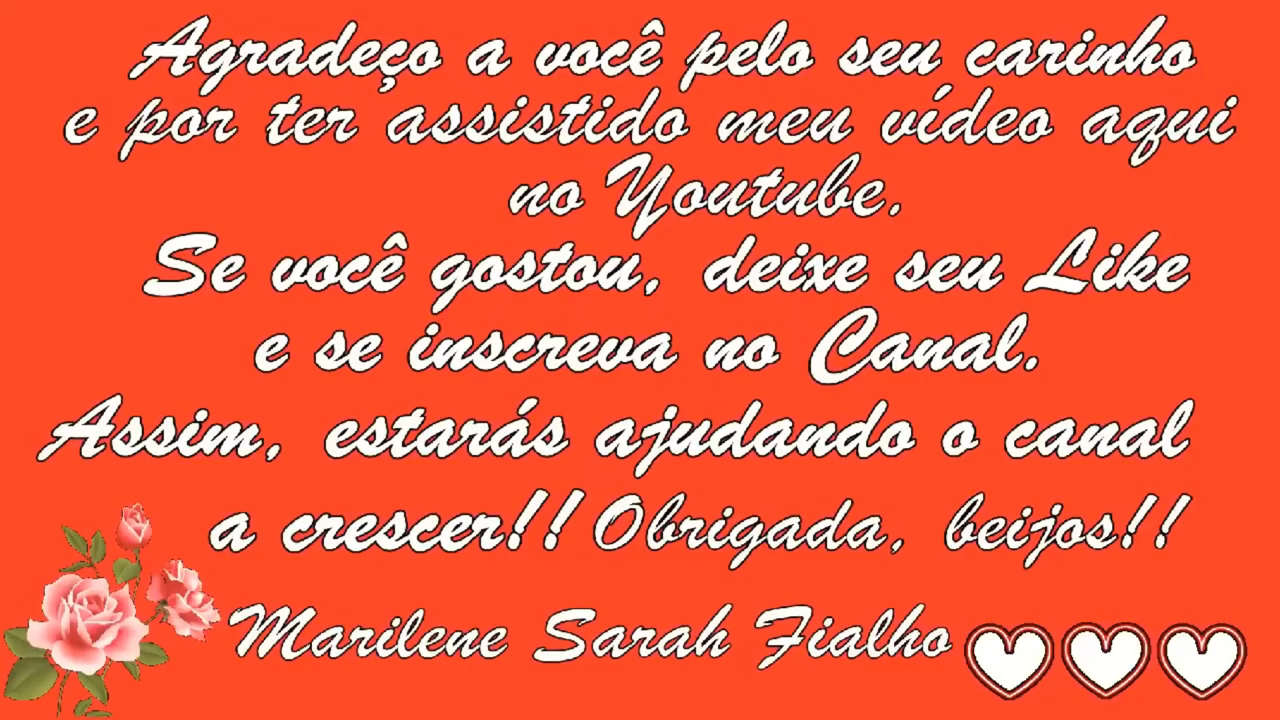 Agradeço a você pelo seu carinho
e por ter assistido meu vídeo aqui
no Youtube.
Se você gostou, deixe seu Like
e se inscreva no Canal.
Assim, estarás ajudando o canal
a crescer!! Obrigada, beijos!!
Marilene Sarah Fialho